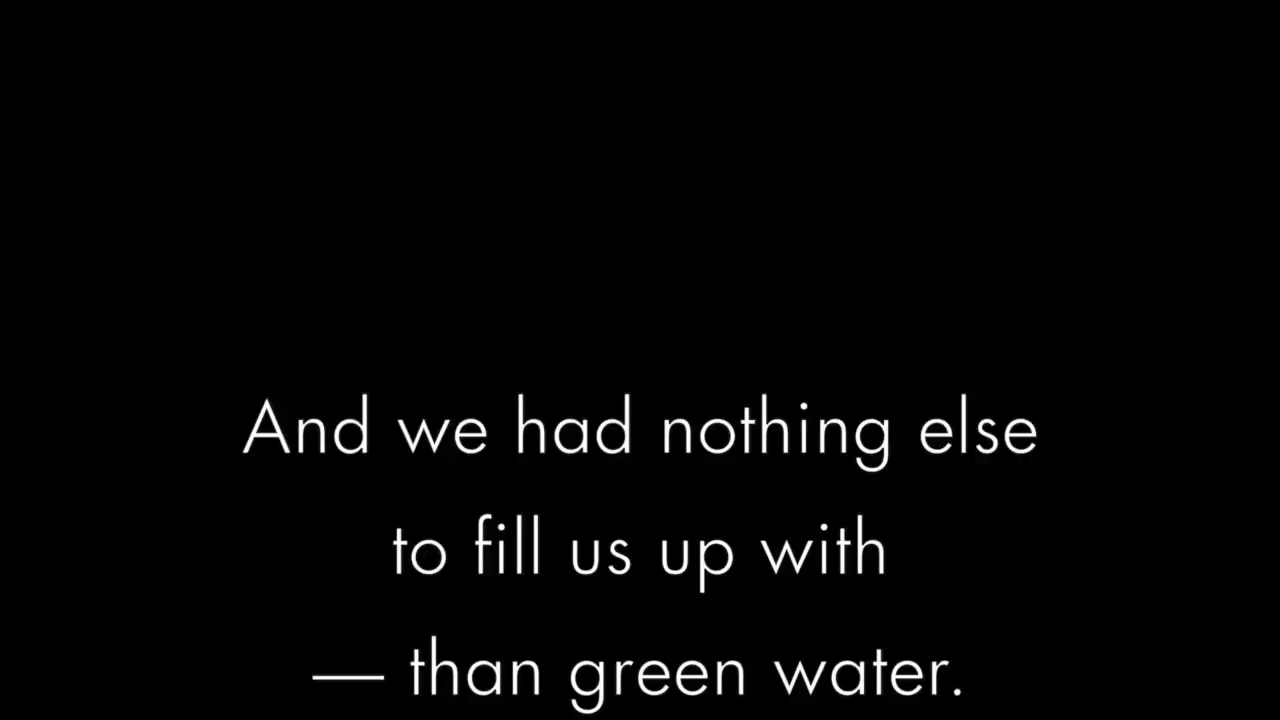 And we had nothing else
to fill us up with
— than green water.